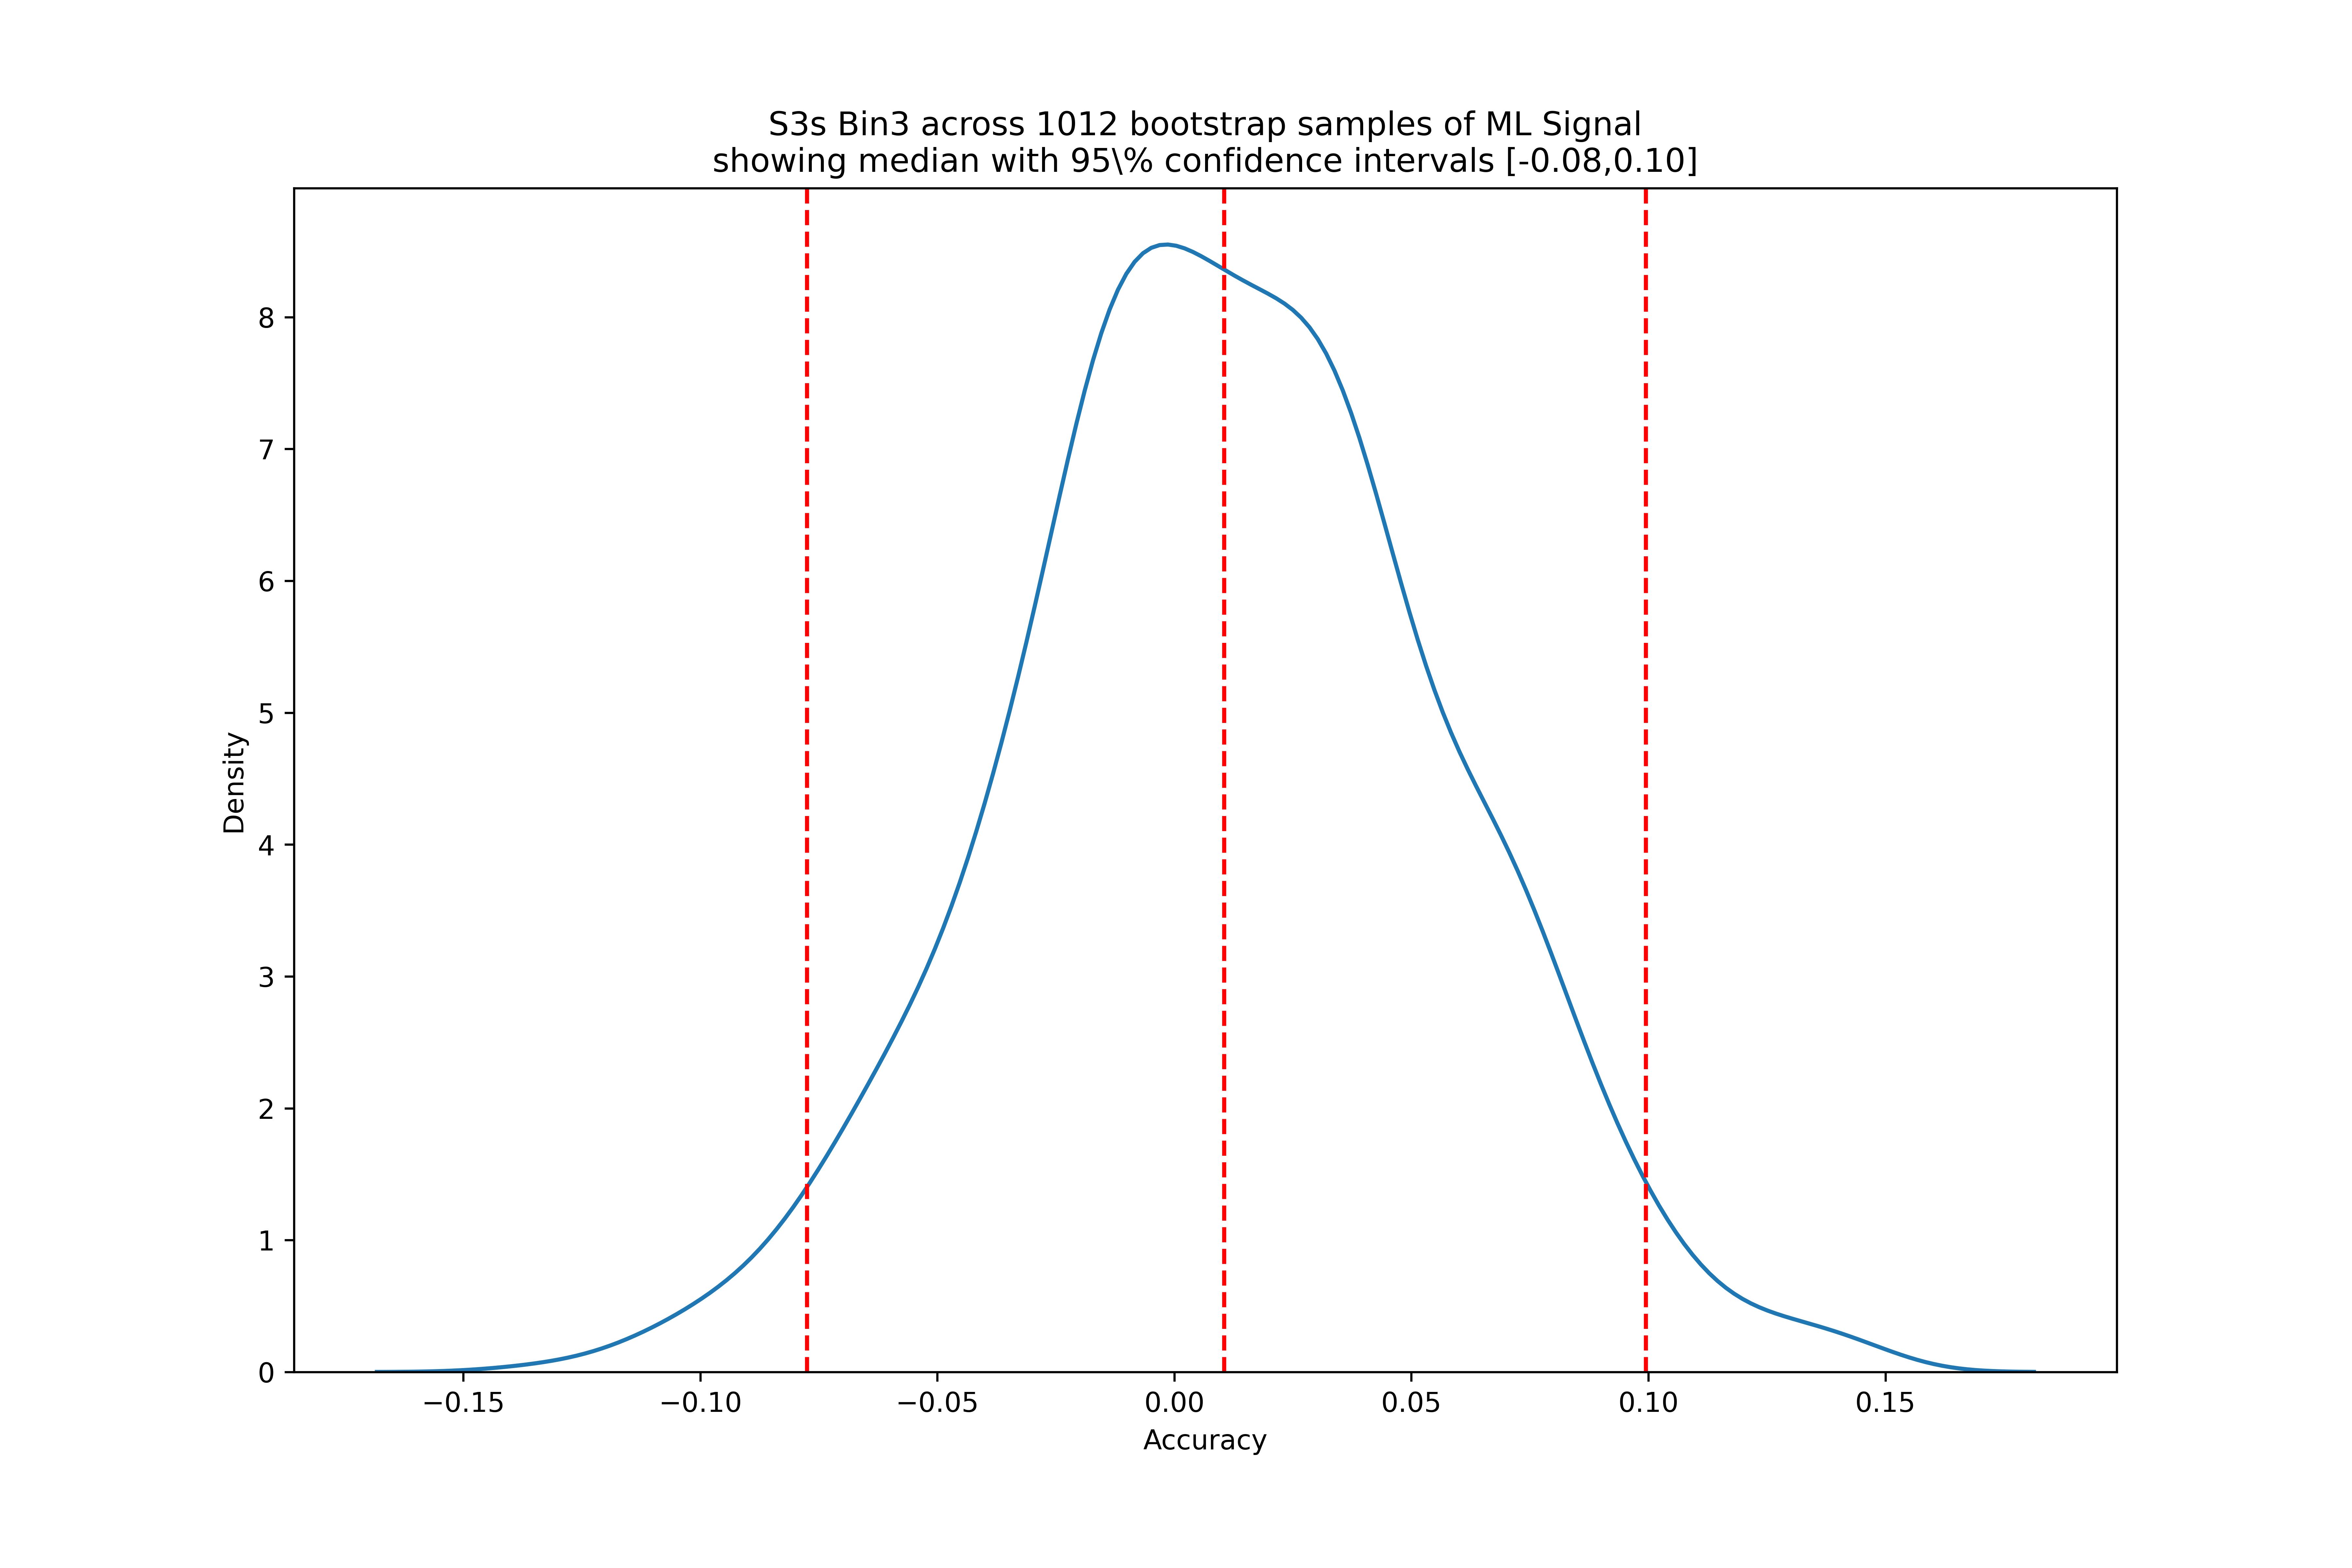 S3s Bin3 across 1012 bootstrap samples of ML Signal
showing median with 95\% confidence intervals [-0.08,0.10]
8
7
6
5
4
3
2
1
0
Density
−0.15 −0.10 −0.05 0.00 0.05 0.10 0.15
Accuracy